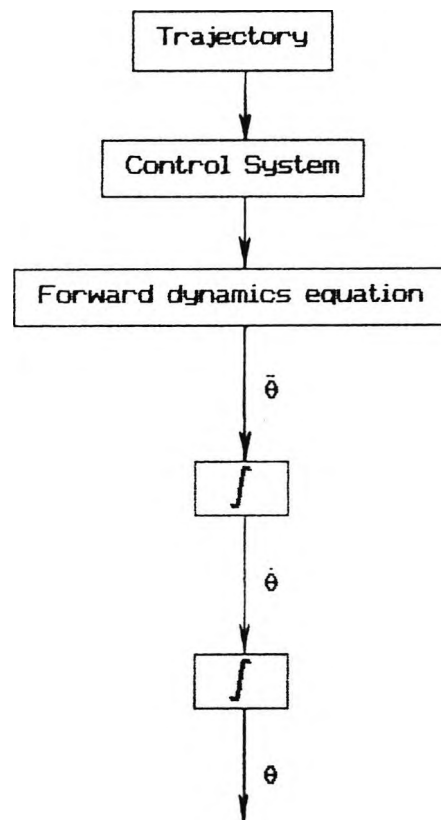 Trajectory
Control System
Forward dynamics equation
θ̈
∫
θ̇
∫
θ